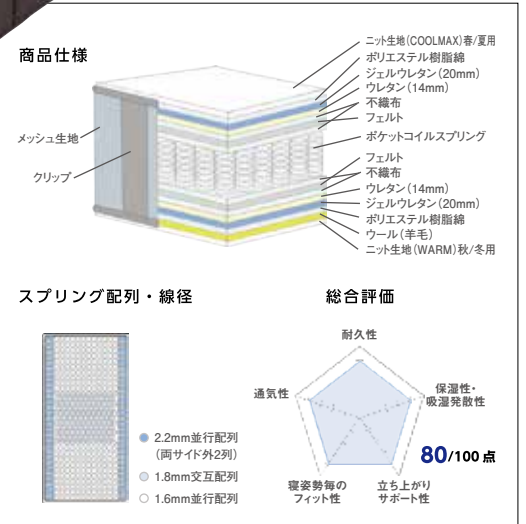 商品仕様
ニット生地(COOLMAX)春/夏用
ポリエステル樹脂綿
ジェルウレタン(20mm)
ウレタン(14mm)
不織布
フェルト
ポケットコイルスプリング
フェルト
不織布
ウレタン(14mm)
ジェルウレタン(20mm)
ポリエステル樹脂綿
ウール(羊毛)
ニット生地(WARM)秋/冬用
メッシュ生地
クリップ
スプリング配列・線径
2.2mm並行配列
(両サイド外2列)
1.8mm交互配列
1.6mm並行配列
総合評価
耐久性
保湿性・
吸湿発散性
立ち上がり
サポート性
寝姿勢毎の
フィット性
通気性
80/100点